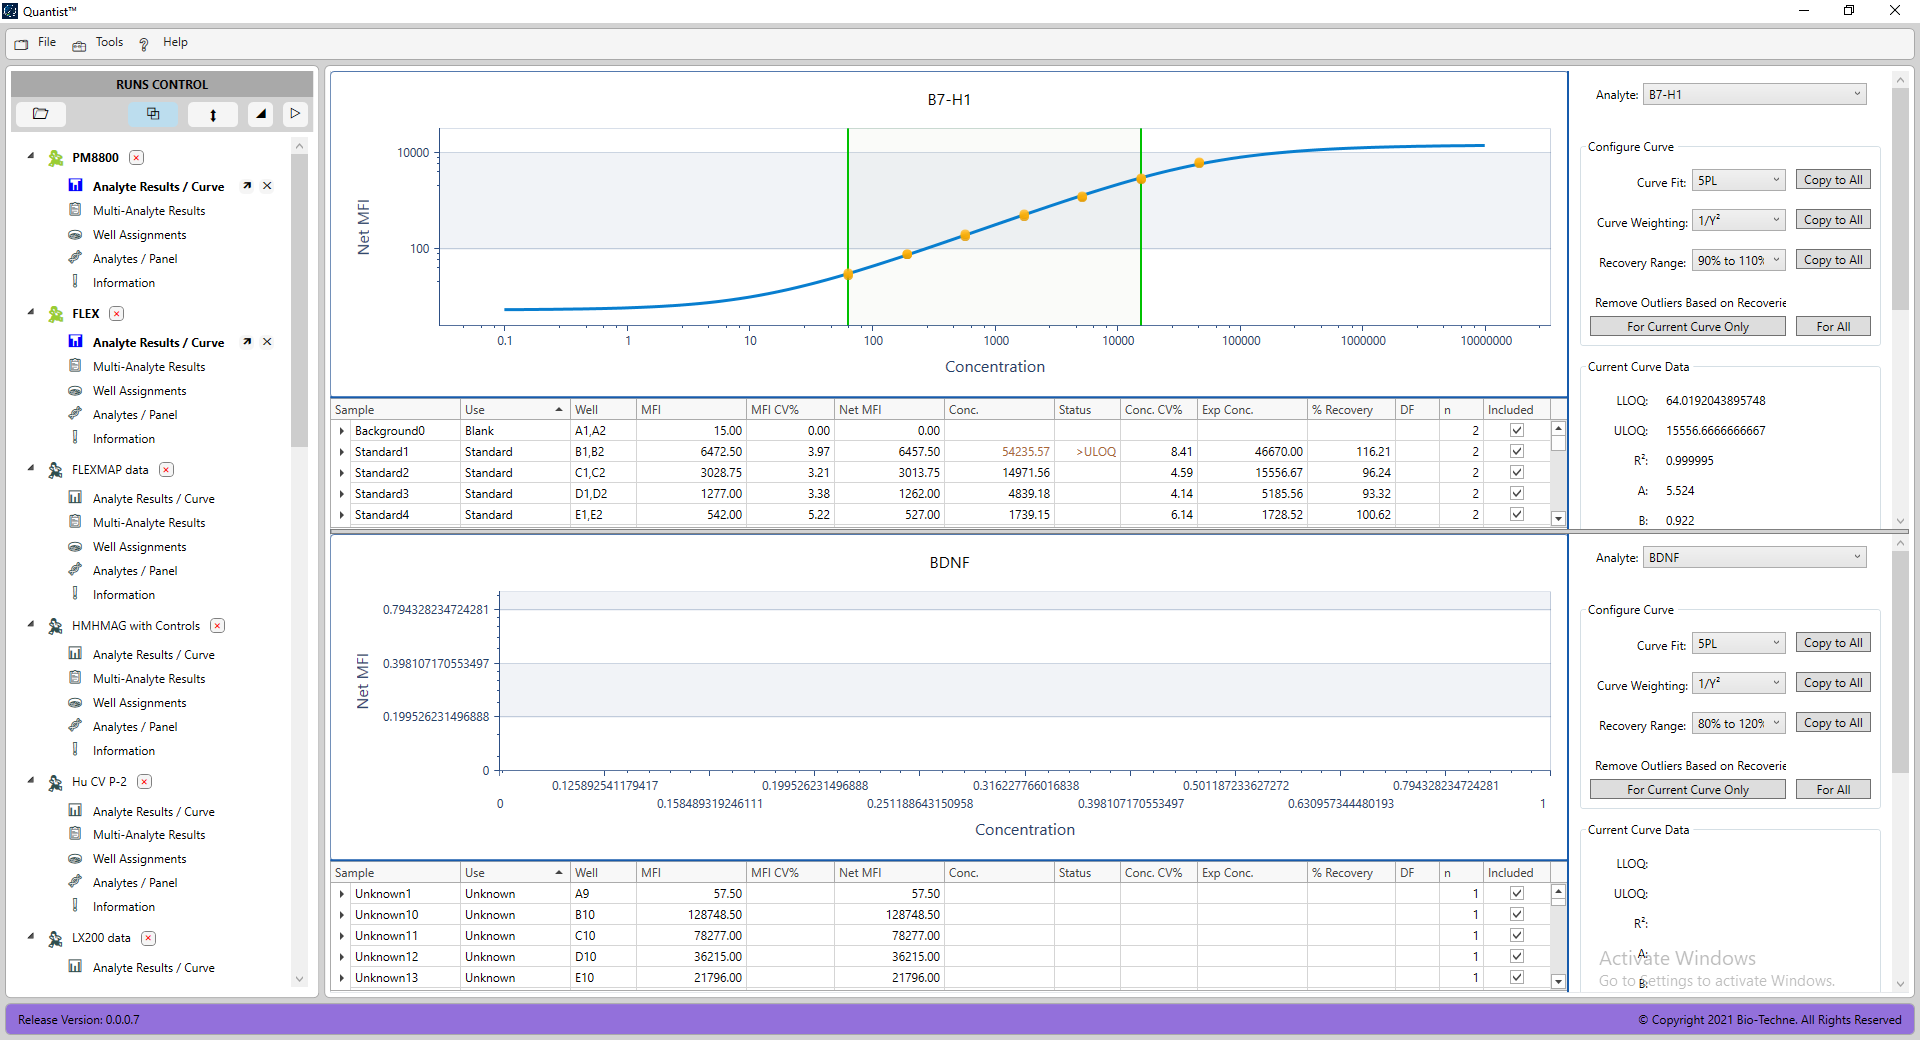 Quantist™
File Tools Help
RUNS CONTROL
PM8800
Analyte Results / Curve
Multi-Analyte Results
Well Assignments
Analytes / Panel
Information
FLEX
Analyte Results / Curve
Multi-Analyte Results
Well Assignments
Analytes / Panel
Information
FLEXMAP data
Analyte Results / Curve
Multi-Analyte Results
Well Assignments
Analytes / Panel
Information
HMHMAG with Controls
Analyte Results / Curve
Multi-Analyte Results
Well Assignments
Analytes / Panel
Information
Hu CV P-2
Analyte Results / Curve
Multi-Analyte Results
Well Assignments
Analytes / Panel
Information
LX200 data
Analyte Results / Curve
B7-H1
Net MFI
10000
100
0.1 1 10 100 1000 10000 100000 1000000 10000000
Concentration
Sample Use Well MFI MFI CV% Net MFI Conc. Status Conc. CV% Exp Conc. % Recovery DF n Included
Background0 Blank A1,A2 15.00 0.00 0.00 2
Standard1 Standard B1,B2 6472.50 3.97 6457.50 54235.57 >ULOQ 8.41 46670.00 116.21 2
Standard2 Standard C1,C2 3028.75 3.21 3013.75 14971.56 4.59 15556.67 96.24 2
Standard3 Standard D1,D2 1277.00 3.38 1262.00 4839.18 4.14 5185.56 93.32 2
Standard4 Standard E1,E2 542.00 5.22 527.00 1739.15 6.14 1728.52 100.62 2
Analyte: B7-H1
Configure Curve
Curve Fit: 5PL Copy to All
Curve Weighting: 1/Y² Copy to All
Recovery Range: 90% to 110% Copy to All
Remove Outliers Based on Recoverie
For Current Curve Only For All
Current Curve Data
LLOQ: 64.0192043895748
ULOQ: 15556.6666666667
R²: 0.999995
A: 5.524
B: 0.922
BDNF
Net MFI
0.794328234724281
0.398107170553497
0.199526231496888
0
0.125892541179417 0.199526231496888 0.316227766016838 0.501187233627272 0.794328234724281
0 0.158489319246111 0.251188643150958 0.398107170553497 0.630957344480193 1
Concentration
Sample Use Well MFI MFI CV% Net MFI Conc. Status Conc. CV% Exp Conc. % Recovery DF n Included
Unknown1 Unknown A9 57.50 57.50 1
Unknown10 Unknown B10 128748.50 128748.50 1
Unknown11 Unknown C10 78277.00 78277.00 1
Unknown12 Unknown D10 36215.00 36215.00 1
Unknown13 Unknown E10 21796.00 21796.00 1
Analyte: BDNF
Configure Curve
Curve Fit: 5PL Copy to All
Curve Weighting: 1/Y² Copy to All
Recovery Range: 80% to 120% Copy to All
Remove Outliers Based on Recoverie
For Current Curve Only For All
Current Curve Data
LLOQ:
ULOQ:
R²:
A:
B:
Activate Windows
Go to Settings to activate Windows.
Release Version: 0.0.0.7
© Copyright 2021 Bio-Techne. All Rights Reserved